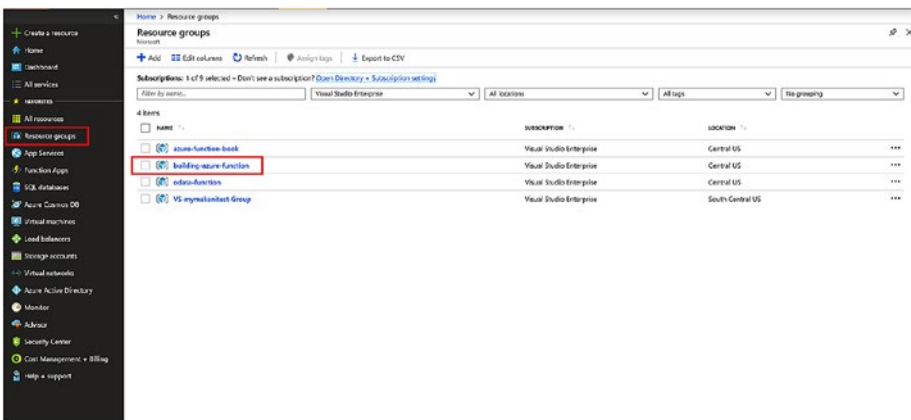 Home > Resource groups
Resource groups
Microsoft
Add Edit columns Refresh Assign tags Export to CSV
Subscriptions: 1 of 9 selected – Don't see a subscription? Open Directory + Subscription settings
Filter by name... Visual Studio Enterprise All locations All tags No grouping
4 items
NAME SUBSCRIPTION LOCATION
azure-function-book Visual Studio Enterprise Central US
building-azure-function Visual Studio Enterprise Central US
odata-function Visual Studio Enterprise Central US
VS-mymakanitest-Group Visual Studio Enterprise South Central US
Create a resource
Home
Dashboard
All services
FAVORITES
All resources
Resource groups
App Services
Function Apps
SQL databases
Azure Cosmos DB
Virtual machines
Load balancers
Storage accounts
Virtual networks
Azure Active Directory
Monitor
Advisor
Security Center
Cost Management + Billing
Help + support